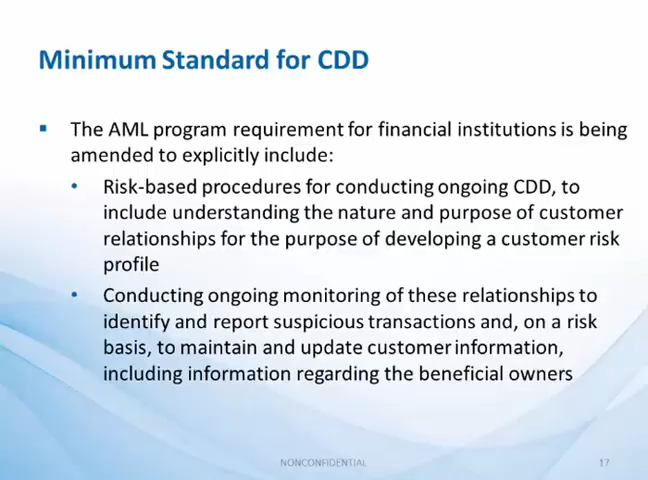 Minimum Standard for CDD
▪ The AML program requirement for financial institutions is being
amended to explicitly include:
• Risk-based procedures for conducting ongoing CDD, to
include understanding the nature and purpose of customer
relationships for the purpose of developing a customer risk
profile
• Conducting ongoing monitoring of these relationships to
identify and report suspicious transactions and, on a risk
basis, to maintain and update customer information,
including information regarding the beneficial owners
NONCONFIDENTIAL
17